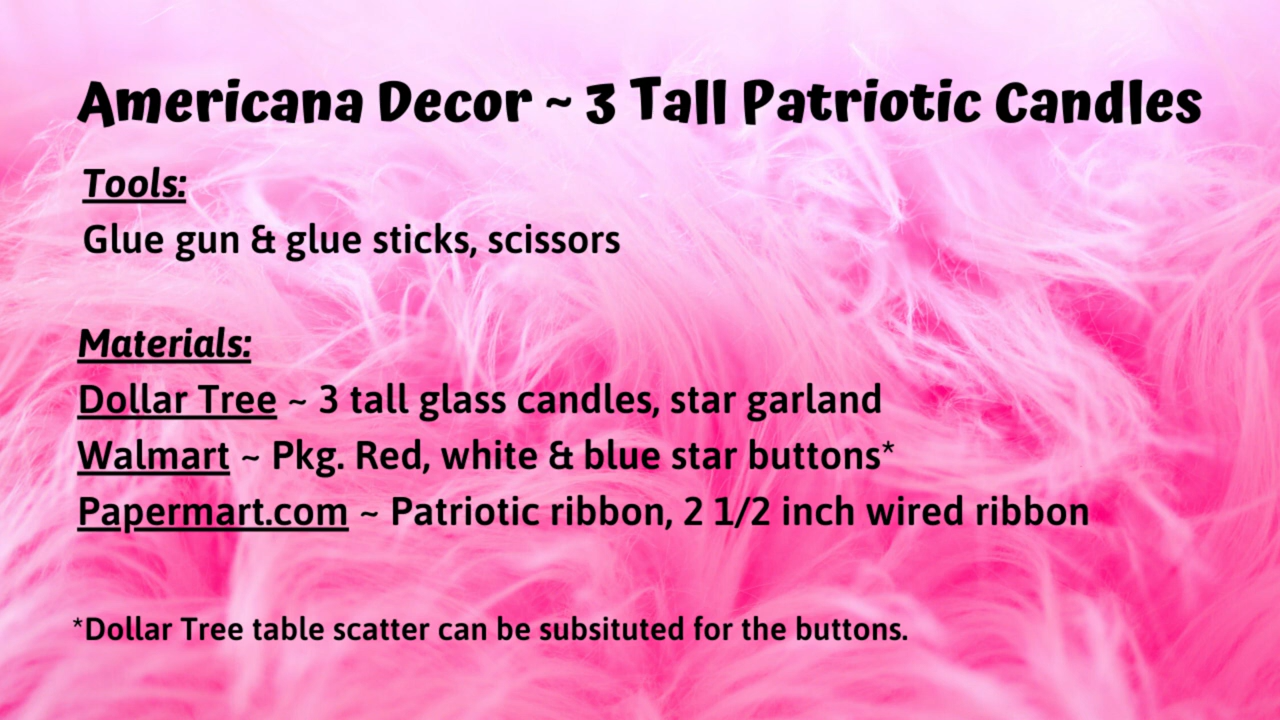 Americana Decor ~ 3 Tall Patriotic Candles
Tools:
Glue gun & glue sticks, scissors
Materials:
Dollar Tree ~ 3 tall glass candles, star garland
Walmart ~ Pkg. Red, white & blue star buttons*
Papermart.com ~ Patriotic ribbon, 2 1/2 inch wired ribbon
*Dollar Tree table scatter can be subsituted for the buttons.